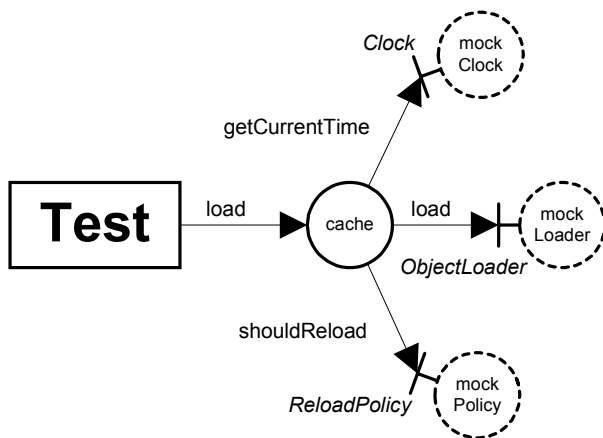 Clock
mock
Clock
getCurrentTime
Test
load
cache
load
mock
Loader
ObjectLoader
shouldReload
mock
Policy
ReloadPolicy